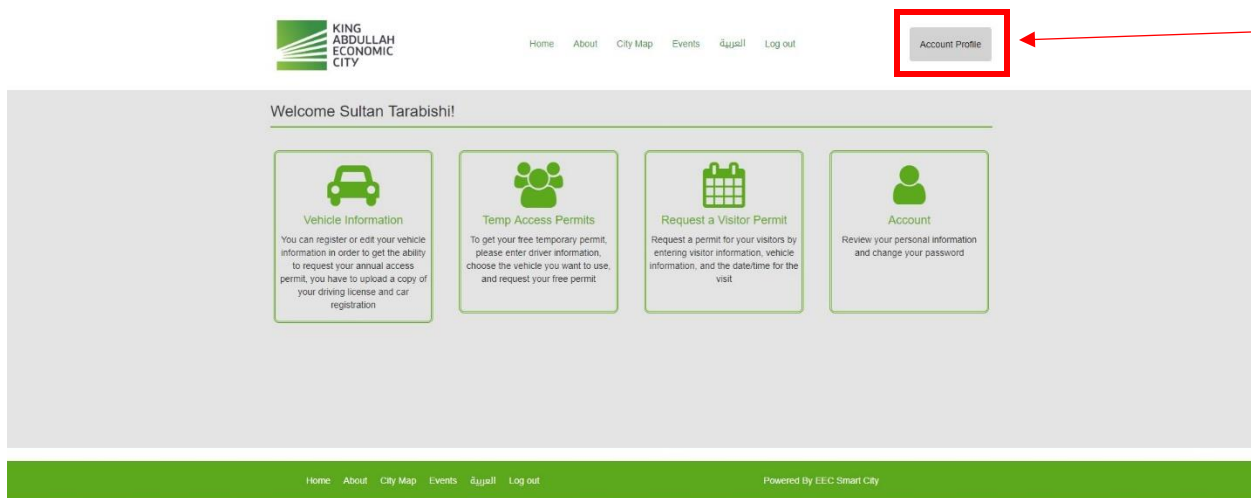 KING
ABDULLAH
ECONOMIC
CITY
Home About City Map Events العربية Log out
Account Profile
Welcome Sultan Tarabishi!
Vehicle Information
You can register or edit your vehicle
information in order to get the ability
to request your annual access
permit, you have to upload a copy of
your driving license and car
registration
Temp Access Permits
To get your free temporary permit,
please enter driver information,
choose the vehicle you want to use,
and request your free permit
Request a Visitor Permit
Request a permit for your visitors by
entering visitor information, vehicle
information, and the date/time for the
visit
Account
Review your personal information
and change your password
Home About City Map Events العربية Log out
Powered By EEC Smart City